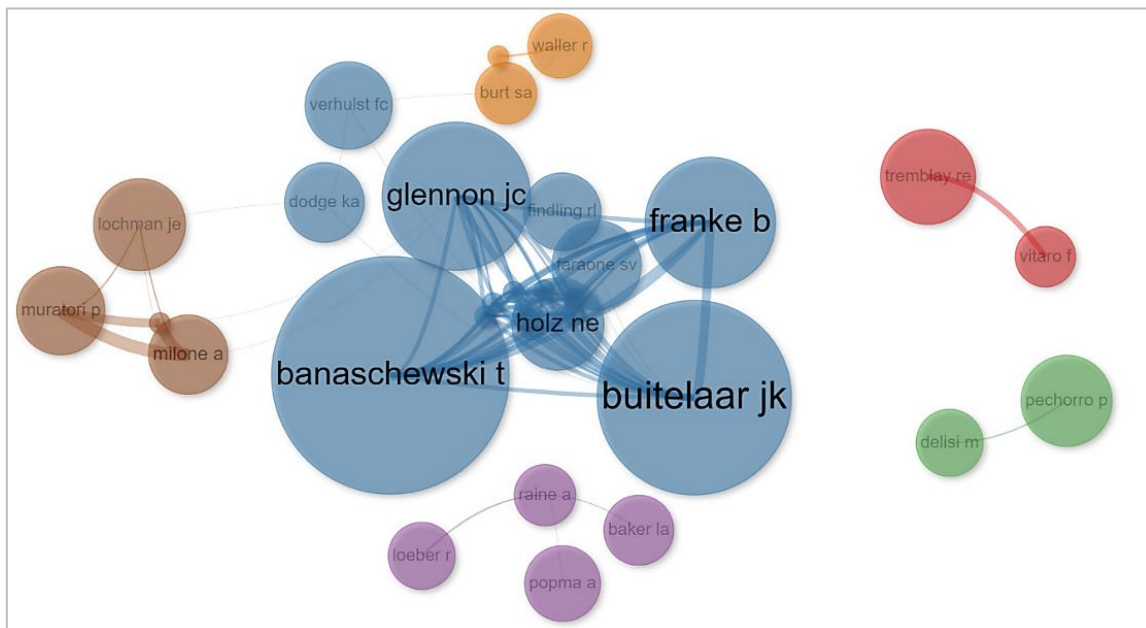 waller r
burt sa
verhulst fc
tremblay re
glennon jc
dodge ka
findling rl
franke b
lochman je
vitaro f
faraone sv
muratori p
holz ne
milone a
banaschewski t
buitelaar jk
pechorro p
delisi m
raine a
baker la
loeber r
popma a